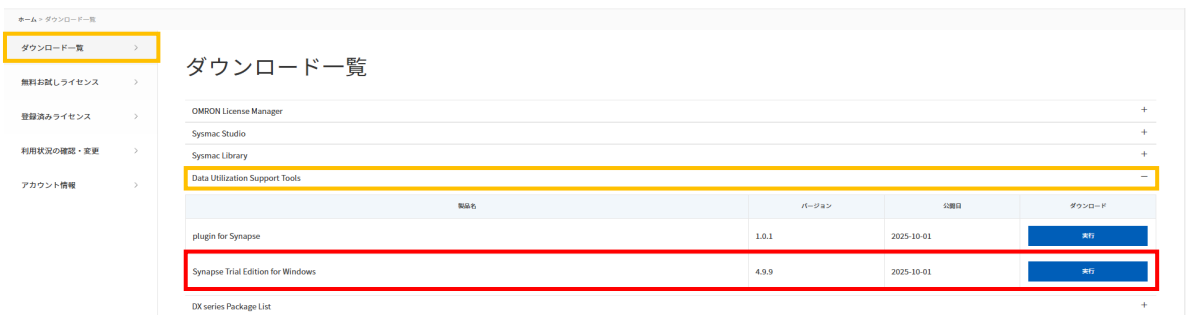 ホーム > ダウンロード一覧
ダウンロード一覧
無料お試しライセンス
登録済みライセンス
利用状況の確認・変更
アカウント情報
ダウンロード一覧
OMRON License Manager +
Sysmac Studio +
Sysmac Library +
Data Utilization Support Tools −
製品名 バージョン 公開日 ダウンロード
plugin for Synapse 1.0.1 2025-10-01 実行
Synapse Trial Edition for Windows 4.9.9 2025-10-01 実行
DX series Package List +